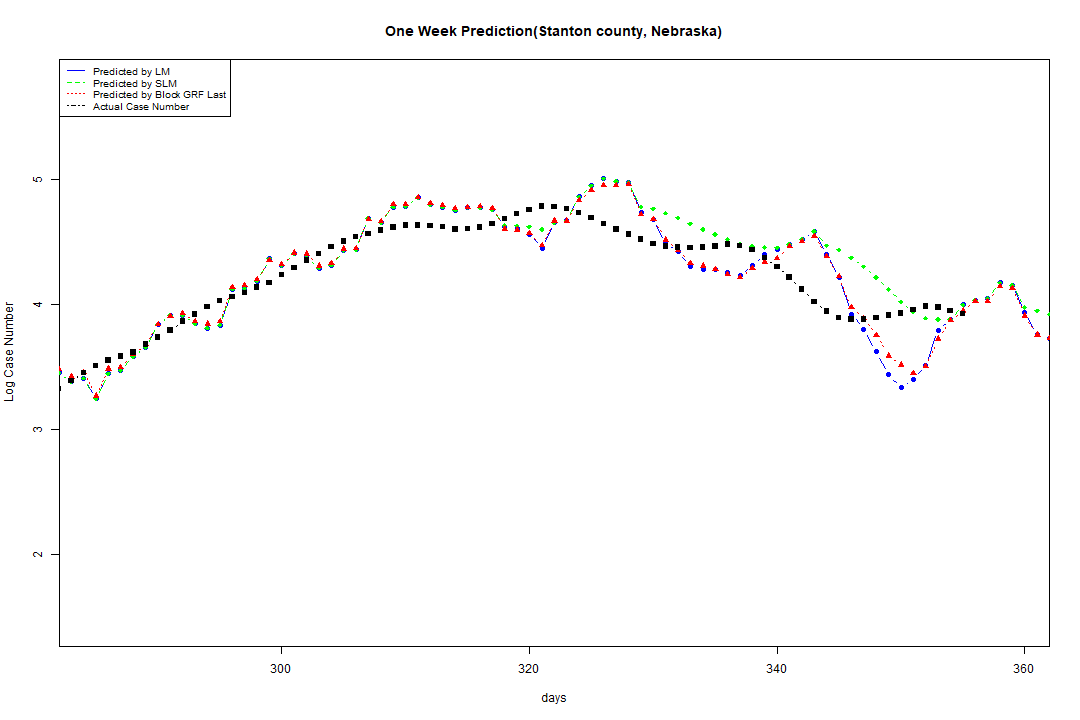 One Week Prediction(Stanton county, Nebraska)
Predicted by LM
Predicted by SLM
Predicted by Block GRF Last
Actual Case Number
Log Case Number
5
4
3
2
300 320 340 360
days